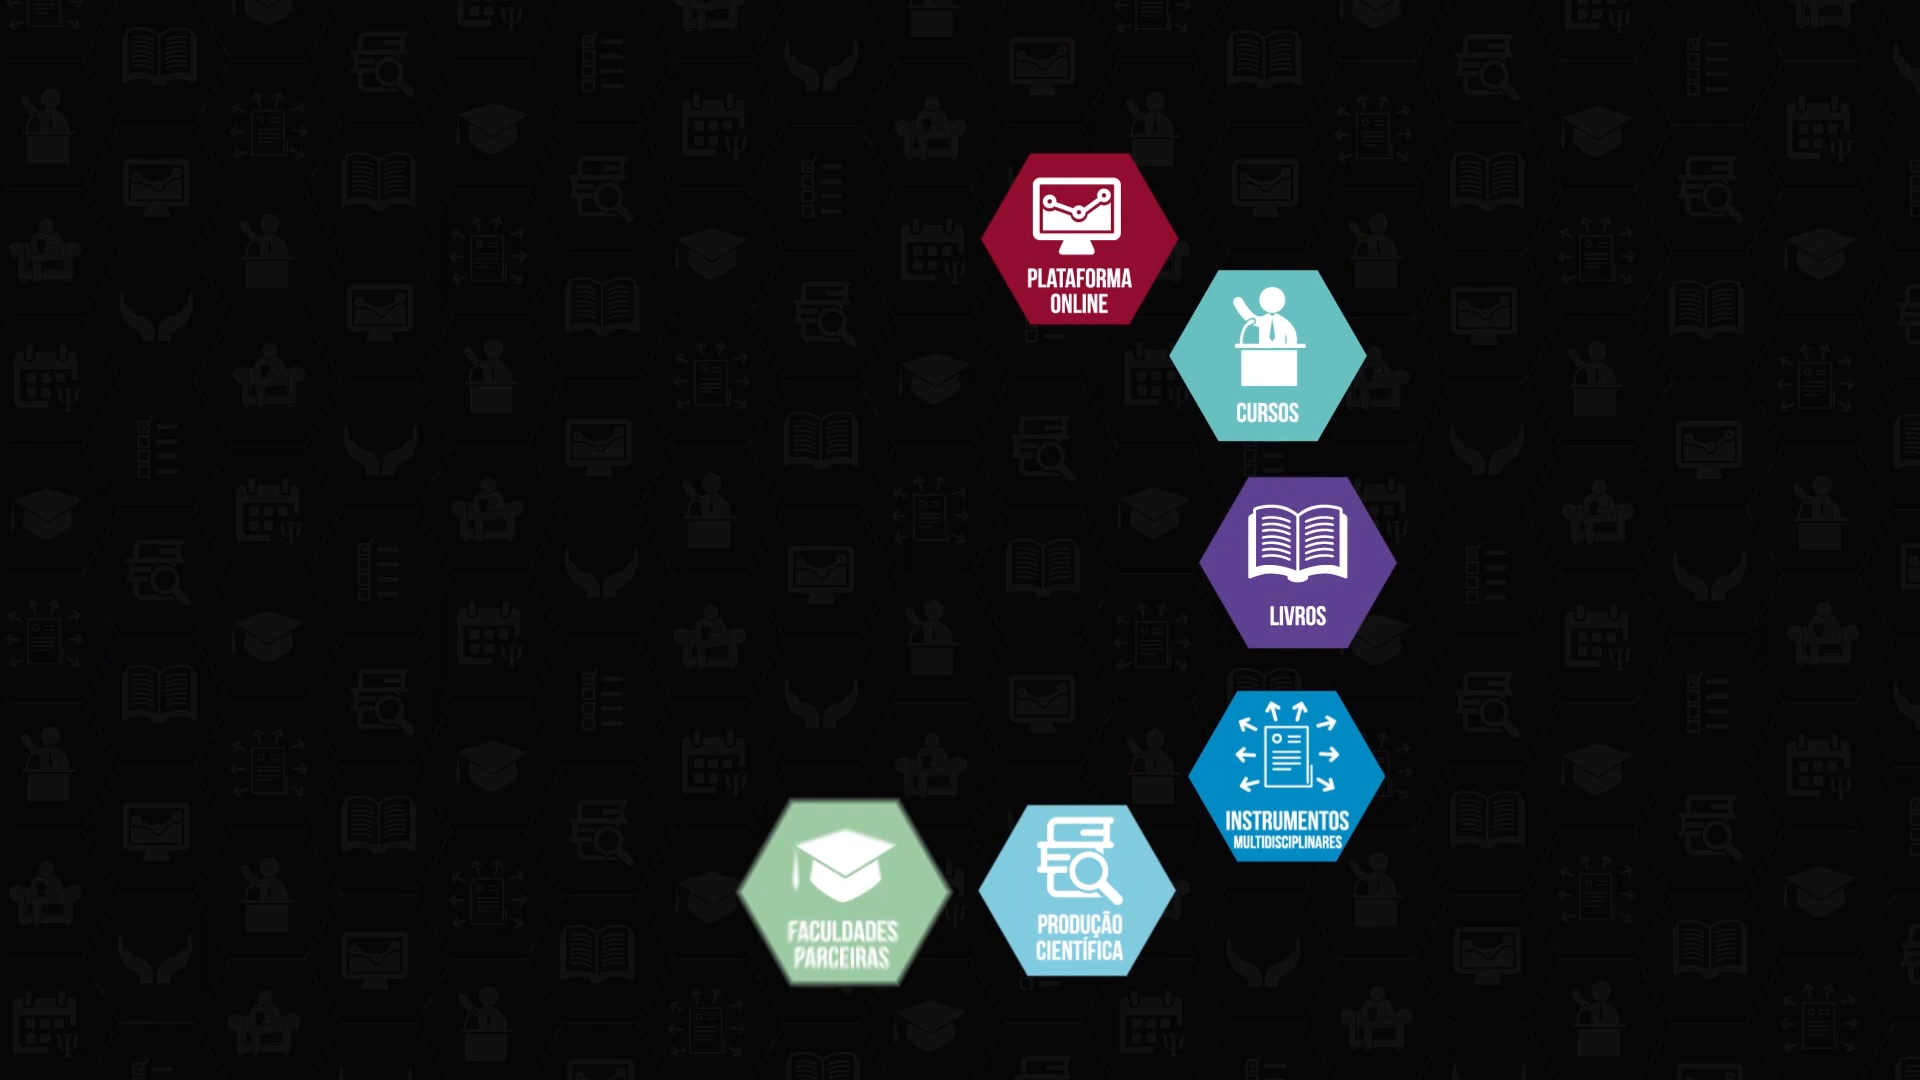 PLATAFORMA
ONLINE
CURSOS
LIVROS
INSTRUMENTOS
MULTIDISCIPLINARES
PRODUÇÃO
CIENTÍFICA
FACULDADES
PARCEIRAS